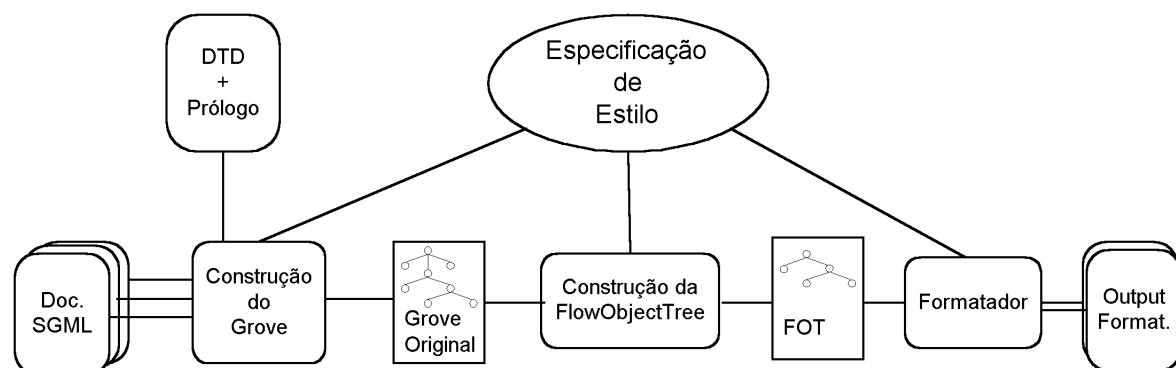 DTD
+
Prólogo
Especificação
de
Estilo
Doc.
SGML
Construção
do
Grove
Grove
Original
Construção da
FlowObjectTree
FOT
Formatador
Output
Format.